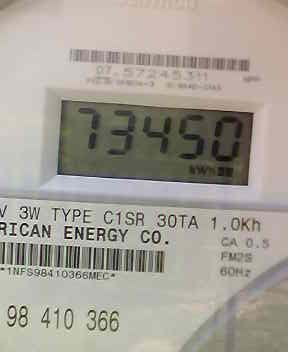 07.572453
73450
kWh
V 3W TYPE C1SR 30TA 1.0Kh
RICAN ENERGY CO.
CA 0.5
FM2S
60Hz
*1NFS98410366MEC*
98 410 366